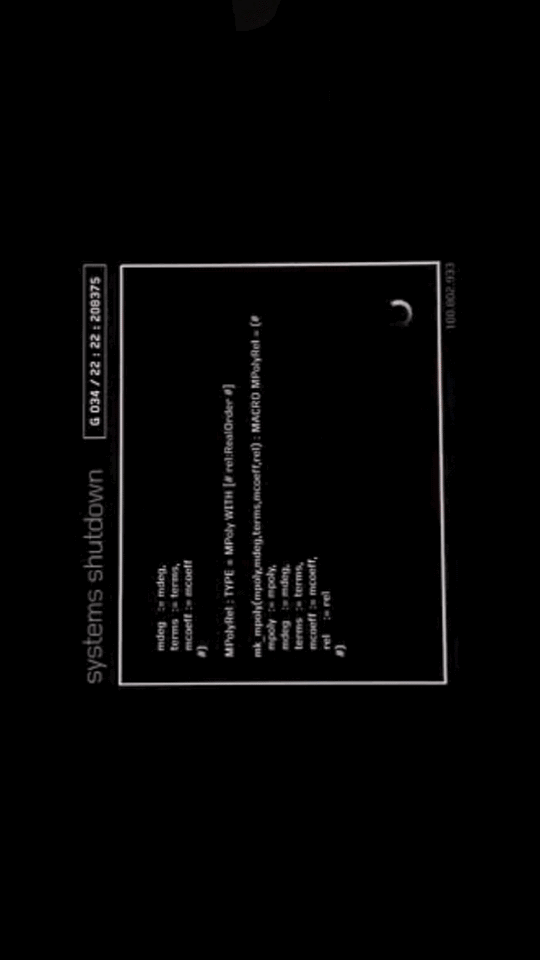 systems shutdown
G 034 / 22 : 22 : 208375
mdeg := mdeg,
terms := terms,
mcoeff := mcoeff
#)
MPolyRel : TYPE = MPoly WITH [# rel:RealOrder #]
mk_mpoly(mpoly,mdeg,terms,mcoeff,rel) : MACRO MPolyRel = (#
mpoly := mpoly,
mdeg := mdeg,
terms := terms,
mcoeff := mcoeff,
rel := rel
#)
100.802.933